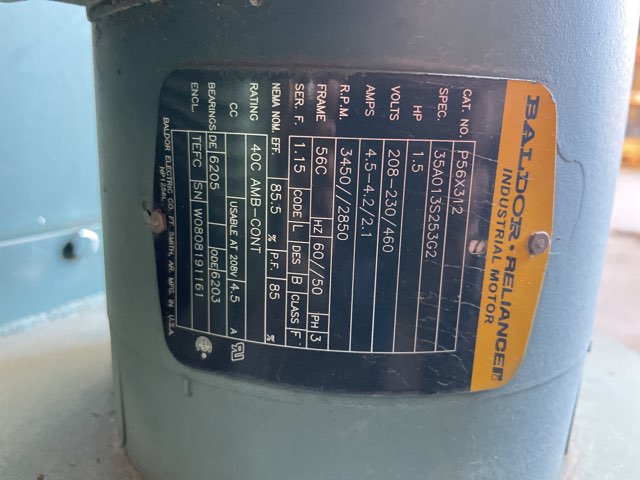 BALDOR • RELIANCE
INDUSTRIAL MOTOR
CAT. NO. P56X312
SPEC. 35A013S253G2
HP 1.5
VOLTS 208-230/460
AMPS 4.5-4.2/2.1
R.P.M. 3450//2850
FRAME 56C HZ 60//50 PH 3
SER. F. 1.15 CODE L DES B CLASS F
NEMA NOM. EFF. 85.5 % P.F. 85 %
RATING 40C AMB-CONT
CC USABLE AT 208V 4.5 A
BEARINGS DE 6205 ODE 6203
ENCL TEFC SN W0808191161
BALDOR ELECTRIC CO. FT. SMITH, AR. MFG. IN U.S.A.
NP1256L